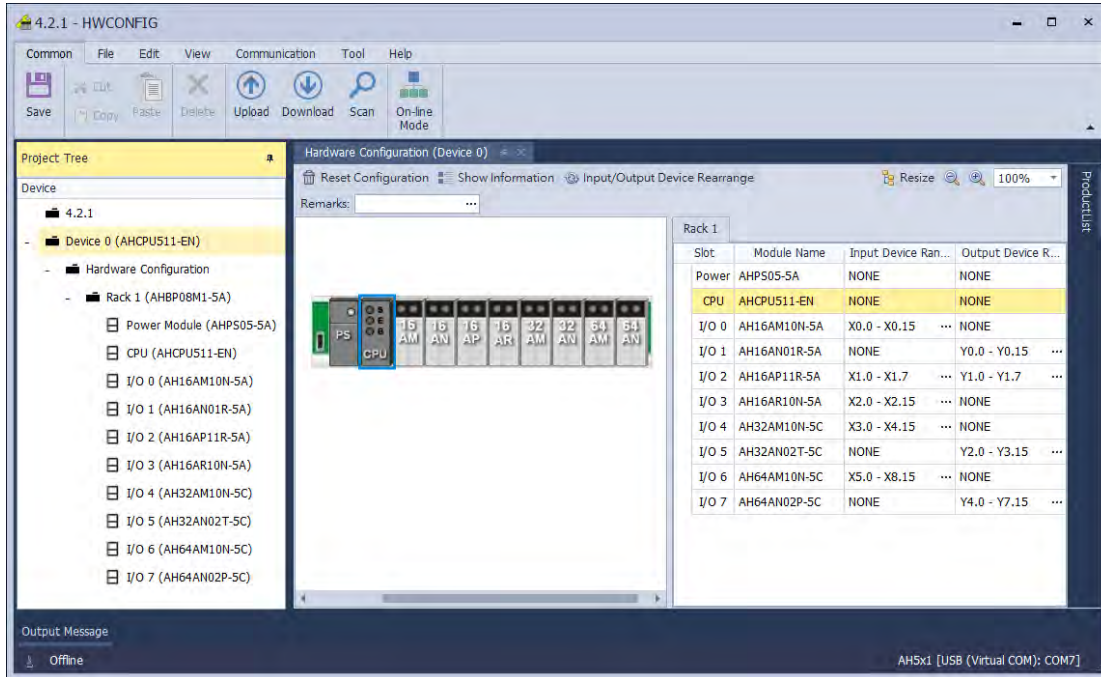 4.2.1 - HWCONFIG
Common File Edit View Communication Tool Help
Save Cut Copy Paste Delete Upload Download Scan On-line Mode
Project Tree
Hardware Configuration (Device 0)
Reset Configuration Show Information Input/Output Device Rearrange Resize 100%
Remarks: ...
ProductList
Device
4.2.1
- Device 0 (AHCPU511-EN)
- Hardware Configuration
- Rack 1 (AHBP08M1-5A)
Power Module (AHPS05-5A)
CPU (AHCPU511-EN)
I/O 0 (AH16AM10N-5A)
I/O 1 (AH16AN01R-5A)
I/O 2 (AH16AP11R-5A)
I/O 3 (AH16AR10N-5A)
I/O 4 (AH32AM10N-5C)
I/O 5 (AH32AN02T-5C)
I/O 6 (AH64AM10N-5C)
I/O 7 (AH64AN02P-5C)
PS CPU 16 AM 16 AN 16 AP 16 AR 32 AM 32 AN 64 AM 64 AN
Rack 1
Slot Module Name Input Device Ran... Output Device R...
Power AHPS05-5A NONE NONE
CPU AHCPU511-EN NONE NONE
I/O 0 AH16AM10N-5A X0.0 - X0.15 ... NONE
I/O 1 AH16AN01R-5A NONE Y0.0 - Y0.15 ...
I/O 2 AH16AP11R-5A X1.0 - X1.7 ... Y1.0 - Y1.7 ...
I/O 3 AH16AR10N-5A X2.0 - X2.15 ... NONE
I/O 4 AH32AM10N-5C X3.0 - X4.15 ... NONE
I/O 5 AH32AN02T-5C NONE Y2.0 - Y3.15 ...
I/O 6 AH64AM10N-5C X5.0 - X8.15 ... NONE
I/O 7 AH64AN02P-5C NONE Y4.0 - Y7.15 ...
Output Message
Offline AH5x1 [USB (Virtual COM): COM7]